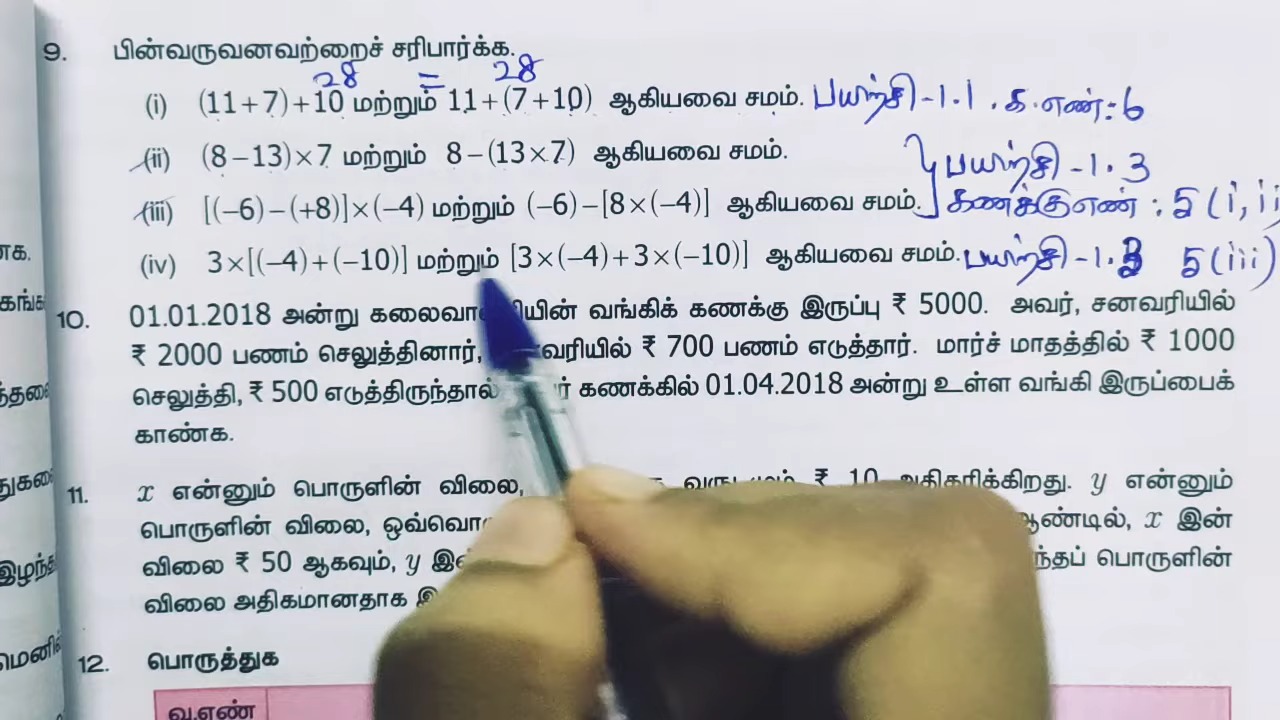 9. பின்வருவனவற்றைச் சரிபார்க்க.
28 = 28
(i) (11+7)+10 மற்றும் 11+(7+10) ஆகியவை சமம். பயிற்சி-1.1. க.எண்:6
(ii) (8-13)×7 மற்றும் 8-(13×7) ஆகியவை சமம்.
பயிற்சி-1.3
(iii) [(-6)-(+8)]×(-4) மற்றும் (-6)-[8×(-4)] ஆகியவை சமம். கணக்குஎண்: 5(i, ii
(iv) 3×[(-4)+(-10)] மற்றும் [3×(-4)+3×(-10)] ஆகியவை சமம். பயிற்சி-1.3 5(iii)
10. 01.01.2018 அன்று வங்கிக் கணக்கு இருப்பு ₹ 5000. அவர், சனவரியில்
₹ 2000 பணம் செலுத்தினார், ₹ 700 பணம் எடுத்தார். மார்ச் மாதத்தில் ₹ 1000
செலுத்தி, ₹ 500 எடுத்திருந்தால் கணக்கில் 01.04.2018 அன்று உள்ள வங்கி இருப்பைக்
காண்க.
11. x என்னும் பொருளின் விலை, ₹ 10 அதிகரிக்கிறது. y என்னும்
பொருளின் விலை, x இன்
விலை ₹ 50 ஆகவும், y பொருளின்
விலை அதிகமானதாக
12. பொருத்துக
வ.எண்